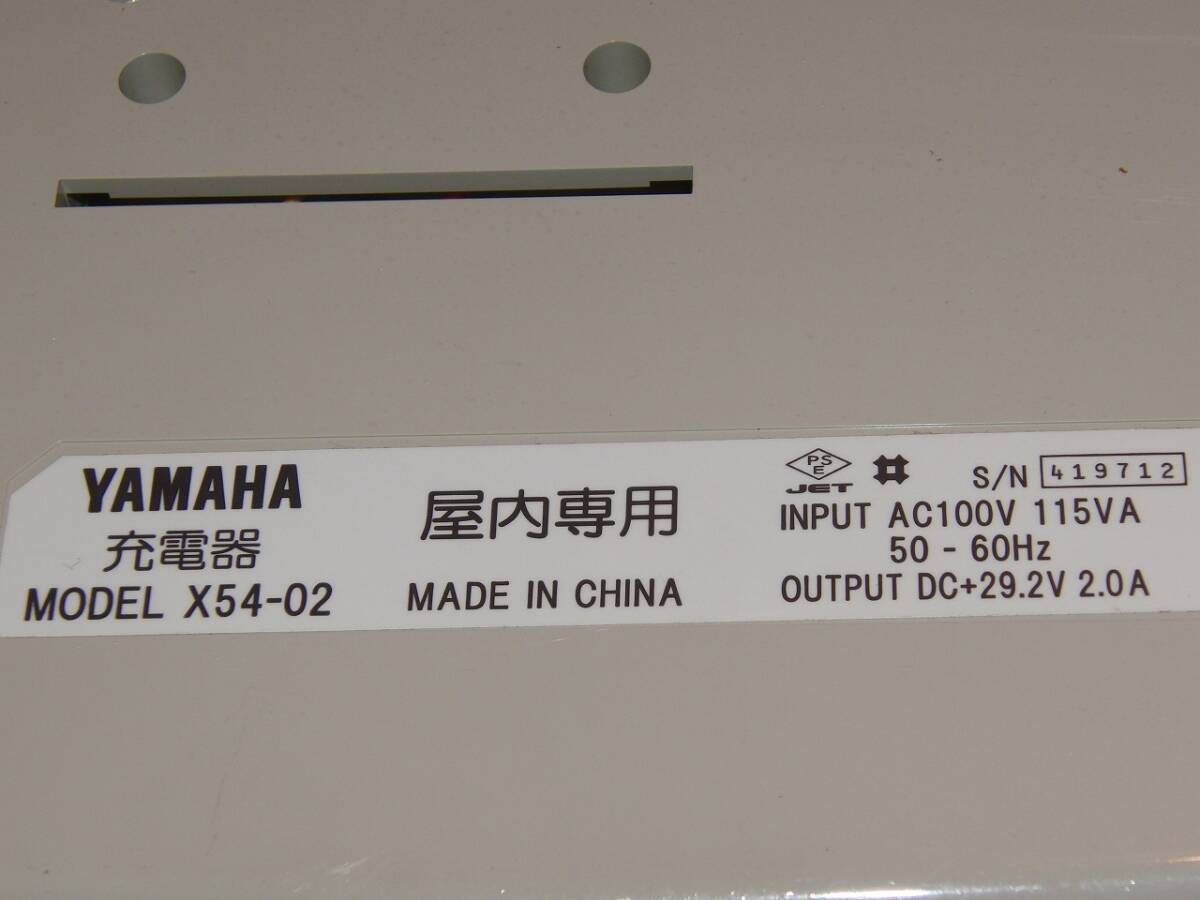 YAMAHA
充電器
MODEL X54-02
屋内専用
MADE IN CHINA
PSE
JET
S/N 419712
INPUT AC100V 115VA
50 - 60Hz
OUTPUT DC+29.2V 2.0A